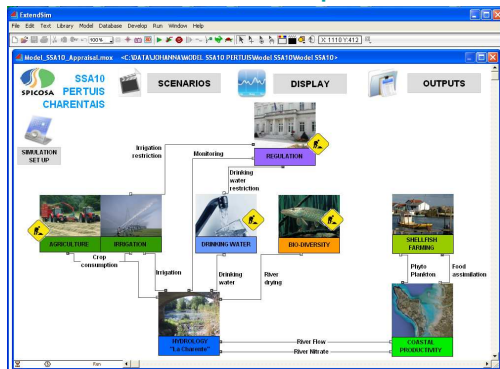 ExtendSim
File Edit Text Library Model Database Develop Run Window Help
100%
X 1110 Y 412
Model_SSA10_Appraisal.mox <C:\DATA\JOHANNA\MODEL SSA10 PERTUIS\Model SSA10\Model SSA10>
SPICOSA
SSA10
PERTUIS
CHARENTAIS
SCENARIOS
DISPLAY
OUTPUTS
SIMULATION
SET UP
Irrigation
restriction
Monitoring
REGULATION
Drinking
water
restriction
AGRICULTURE
IRRIGATION
DRINKING WATER
BIO-DIVERSITY
SHELLFISH
FARMING
Crop
consumption
Irrigation
Drinking
water
River
drying
Phyto
Plankton
Food
assimilation
HYDROLOGY
"La Charente"
River Flow
River Nitrate
COASTAL
PRODUCTIVITY
Run